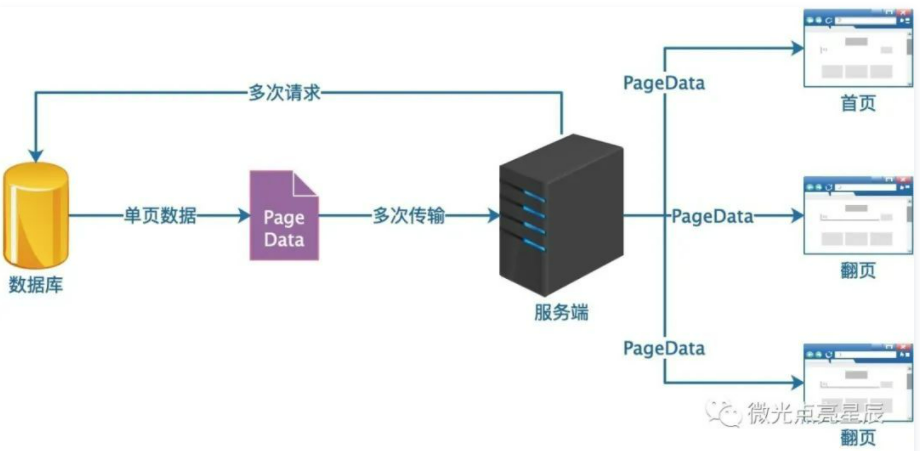 多次请求
PageData
首页
单页数据
Page
Data
多次传输
PageData
数据库
翻页
服务端
PageData
微光点亮星辰
翻页